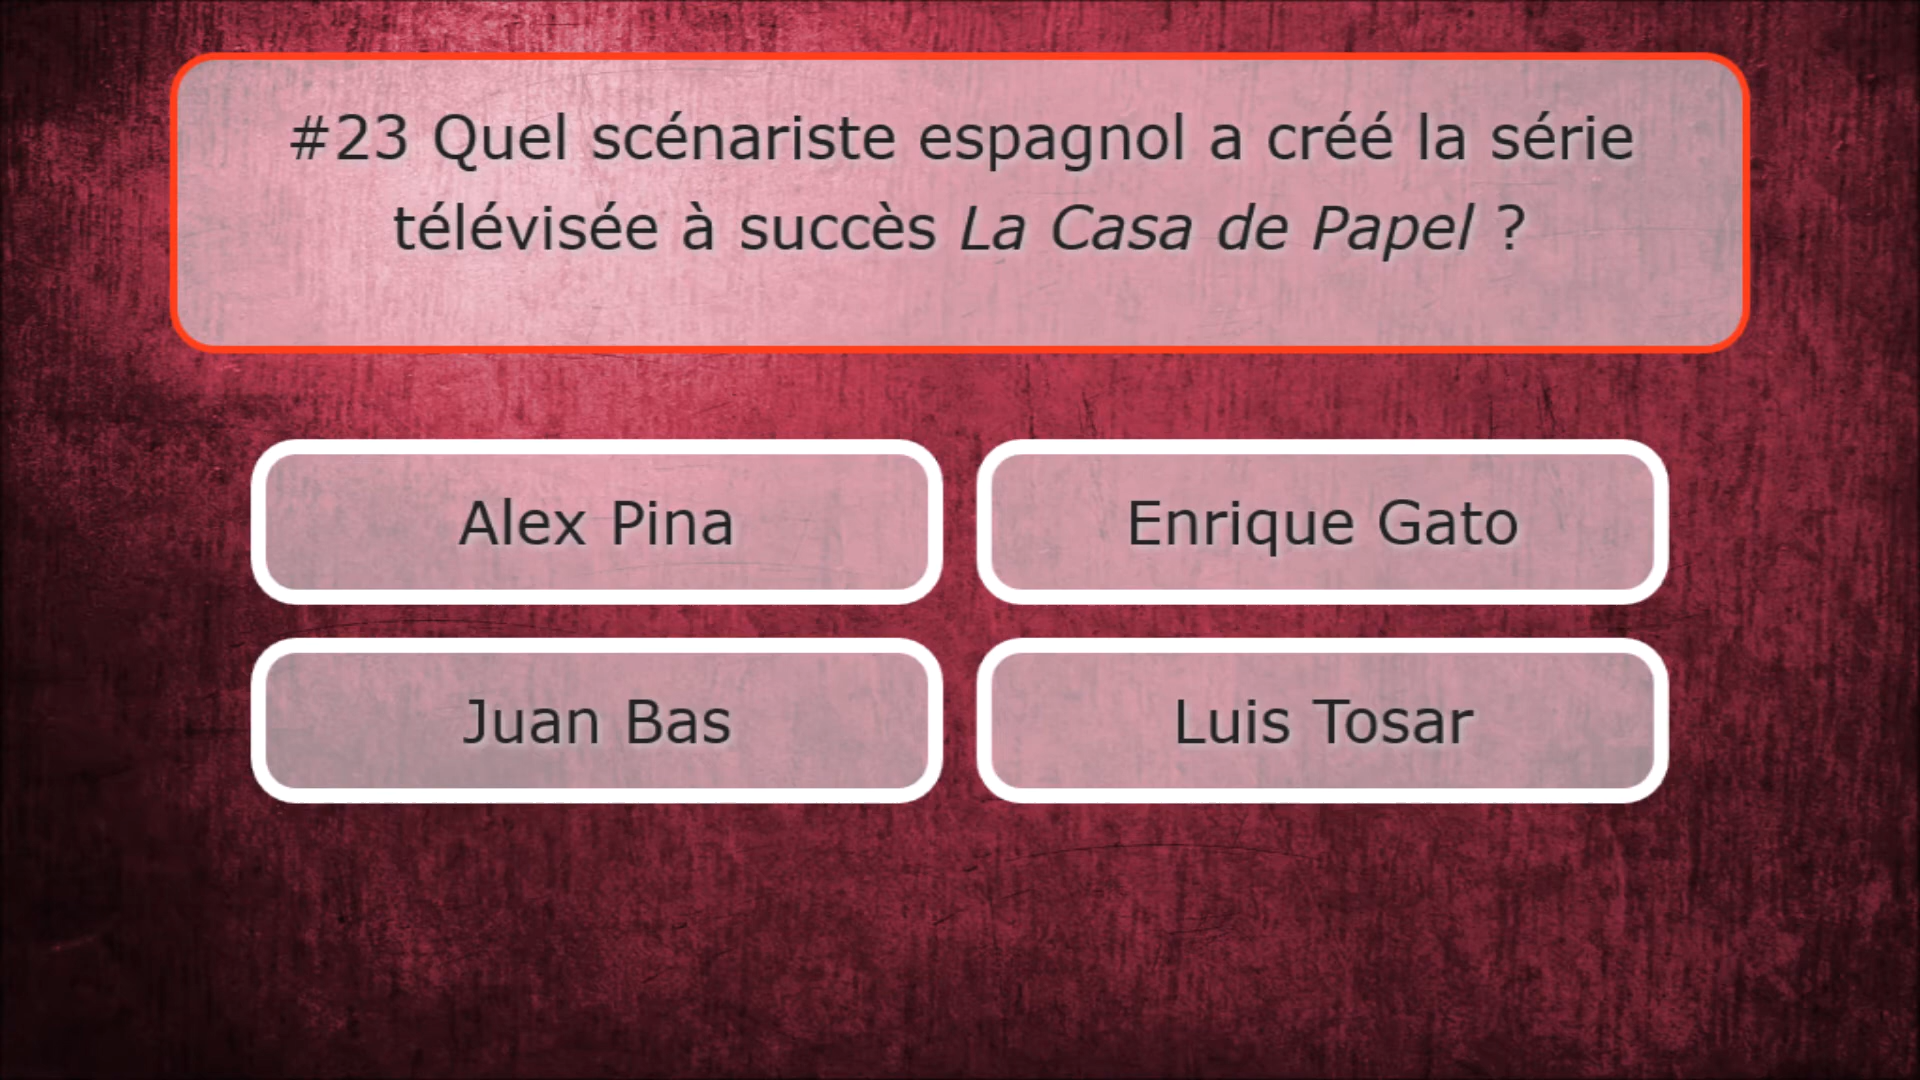 #23 Quel scénariste espagnol a créé la série
télévisée à succès La Casa de Papel ?
Alex Pina
Enrique Gato
Juan Bas
Luis Tosar